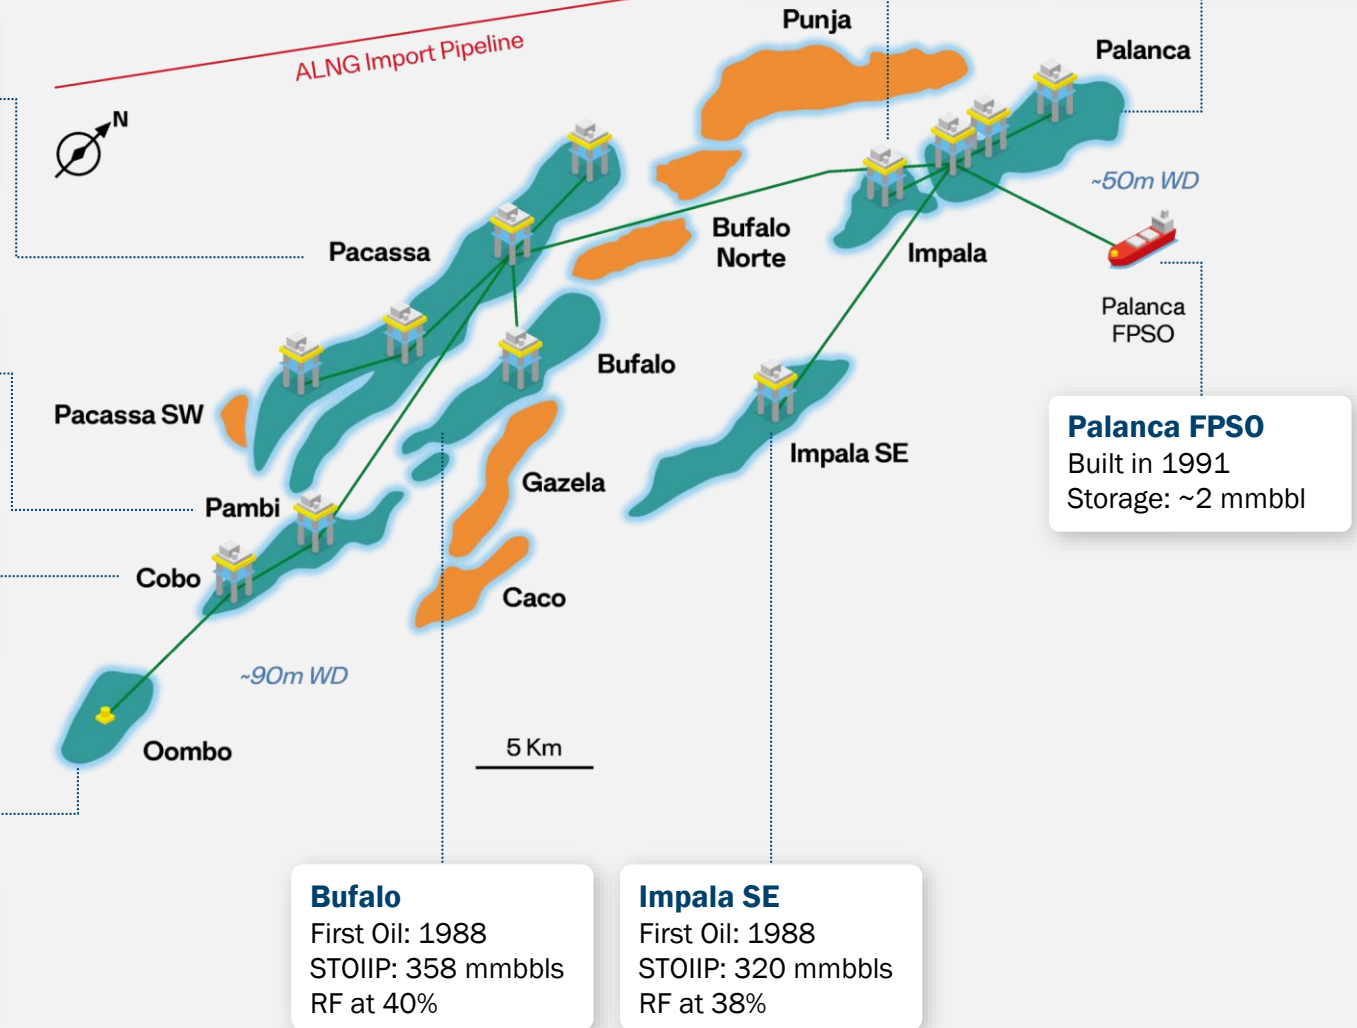 Punja
Palanca
ALNG Import Pipeline
N
~50m WD
Pacassa
Bufalo
Norte
Impala
Palanca
FPSO
Bufalo
Pacassa SW
Impala SE
Palanca FPSO
Built in 1991
Storage: ~2 mmbbl
Gazela
Pambi
Cobo
Caco
~90m WD
Oombo
5 Km
Bufalo
First Oil: 1988
STOIIP: 358 mmbbls
RF at 40%
Impala SE
First Oil: 1988
STOIIP: 320 mmbbls
RF at 38%